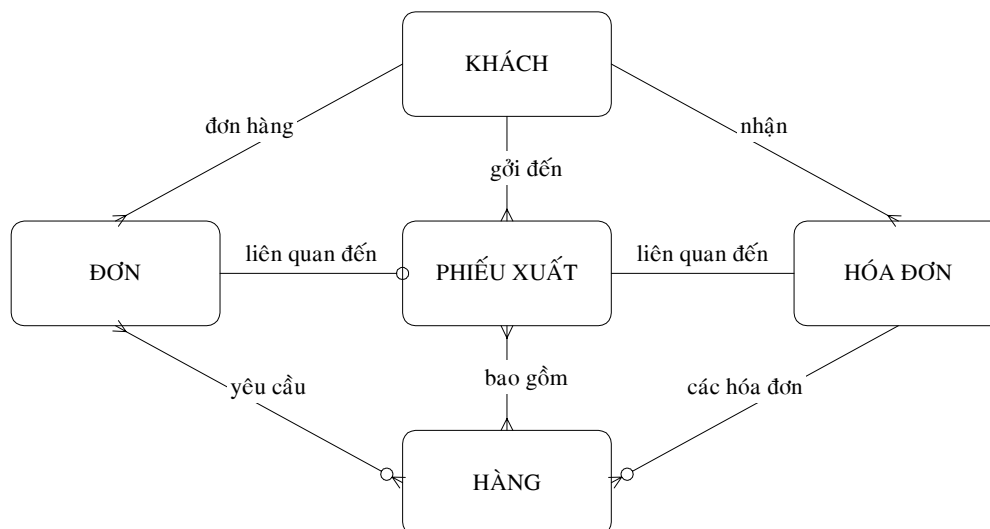 KHÁCH
đơn hàng
nhận
gởi đến
ĐƠN
liên quan đến
PHIẾU XUẤT
liên quan đến
HÓA ĐƠN
yêu cầu
bao gồm
các hóa đơn
HÀNG